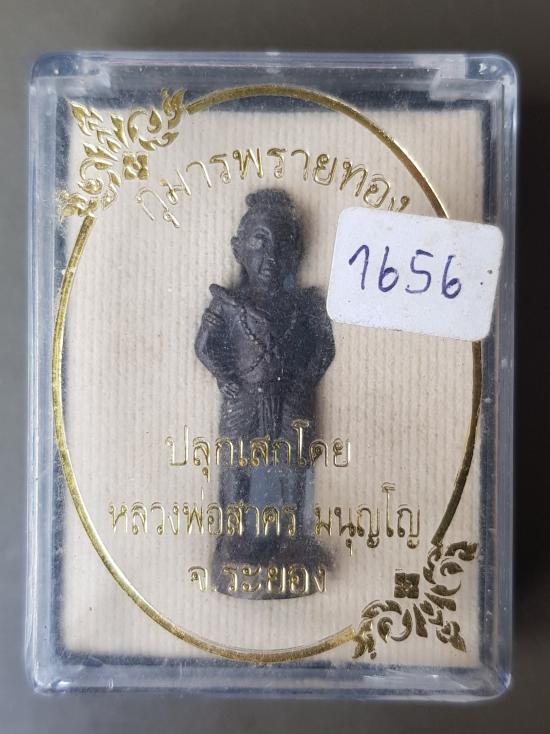 กุมารพรายทอง
1656
ปลุกเสกโดย
หลวงพ่อสาคร มนุญโญ
จ.ระยอง